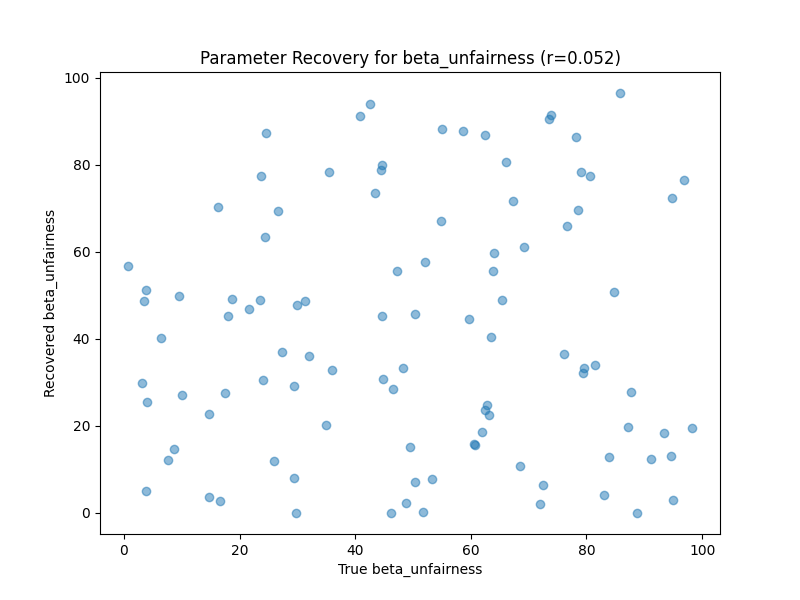 Parameter Recovery for beta_unfairness (r=0.052)
100
80
60
40
20
0
Recovered beta_unfairness
0 20 40 60 80 100
True beta_unfairness